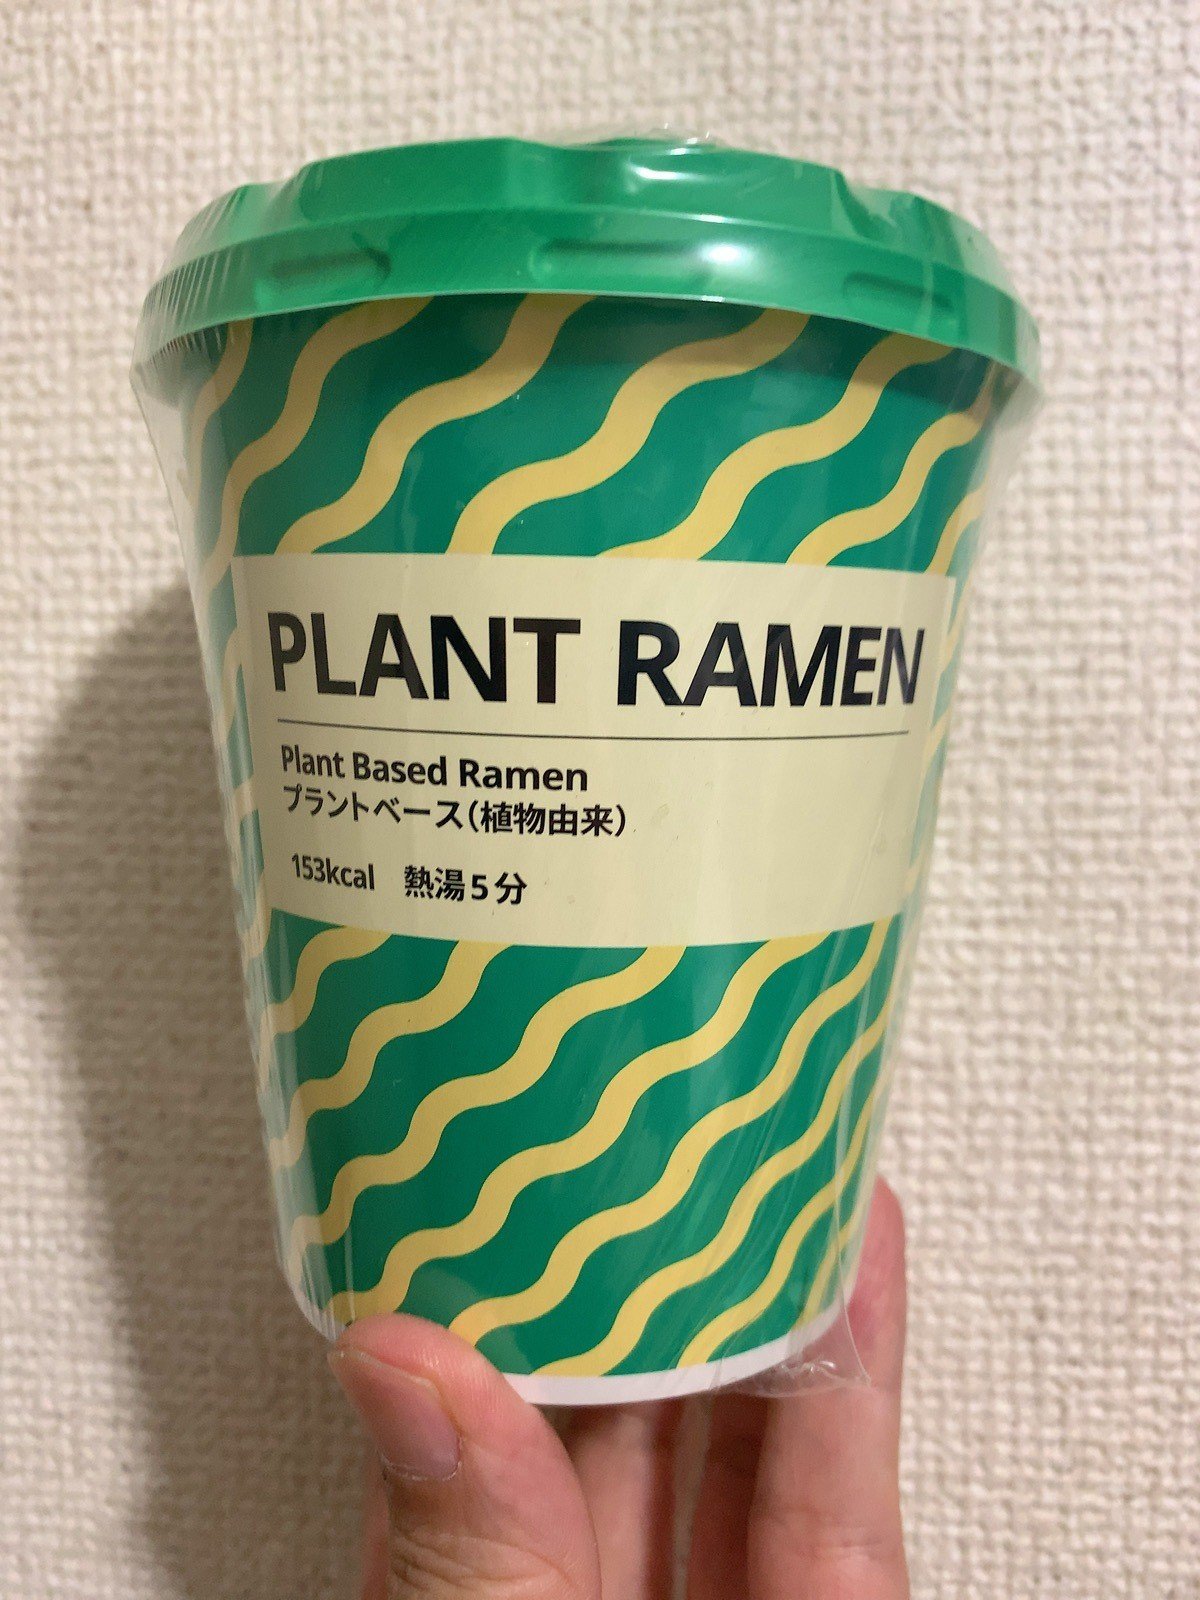 PLANT RAMEN
Plant Based Ramen
プラントベース(植物由来)
153kcal 熱湯5分